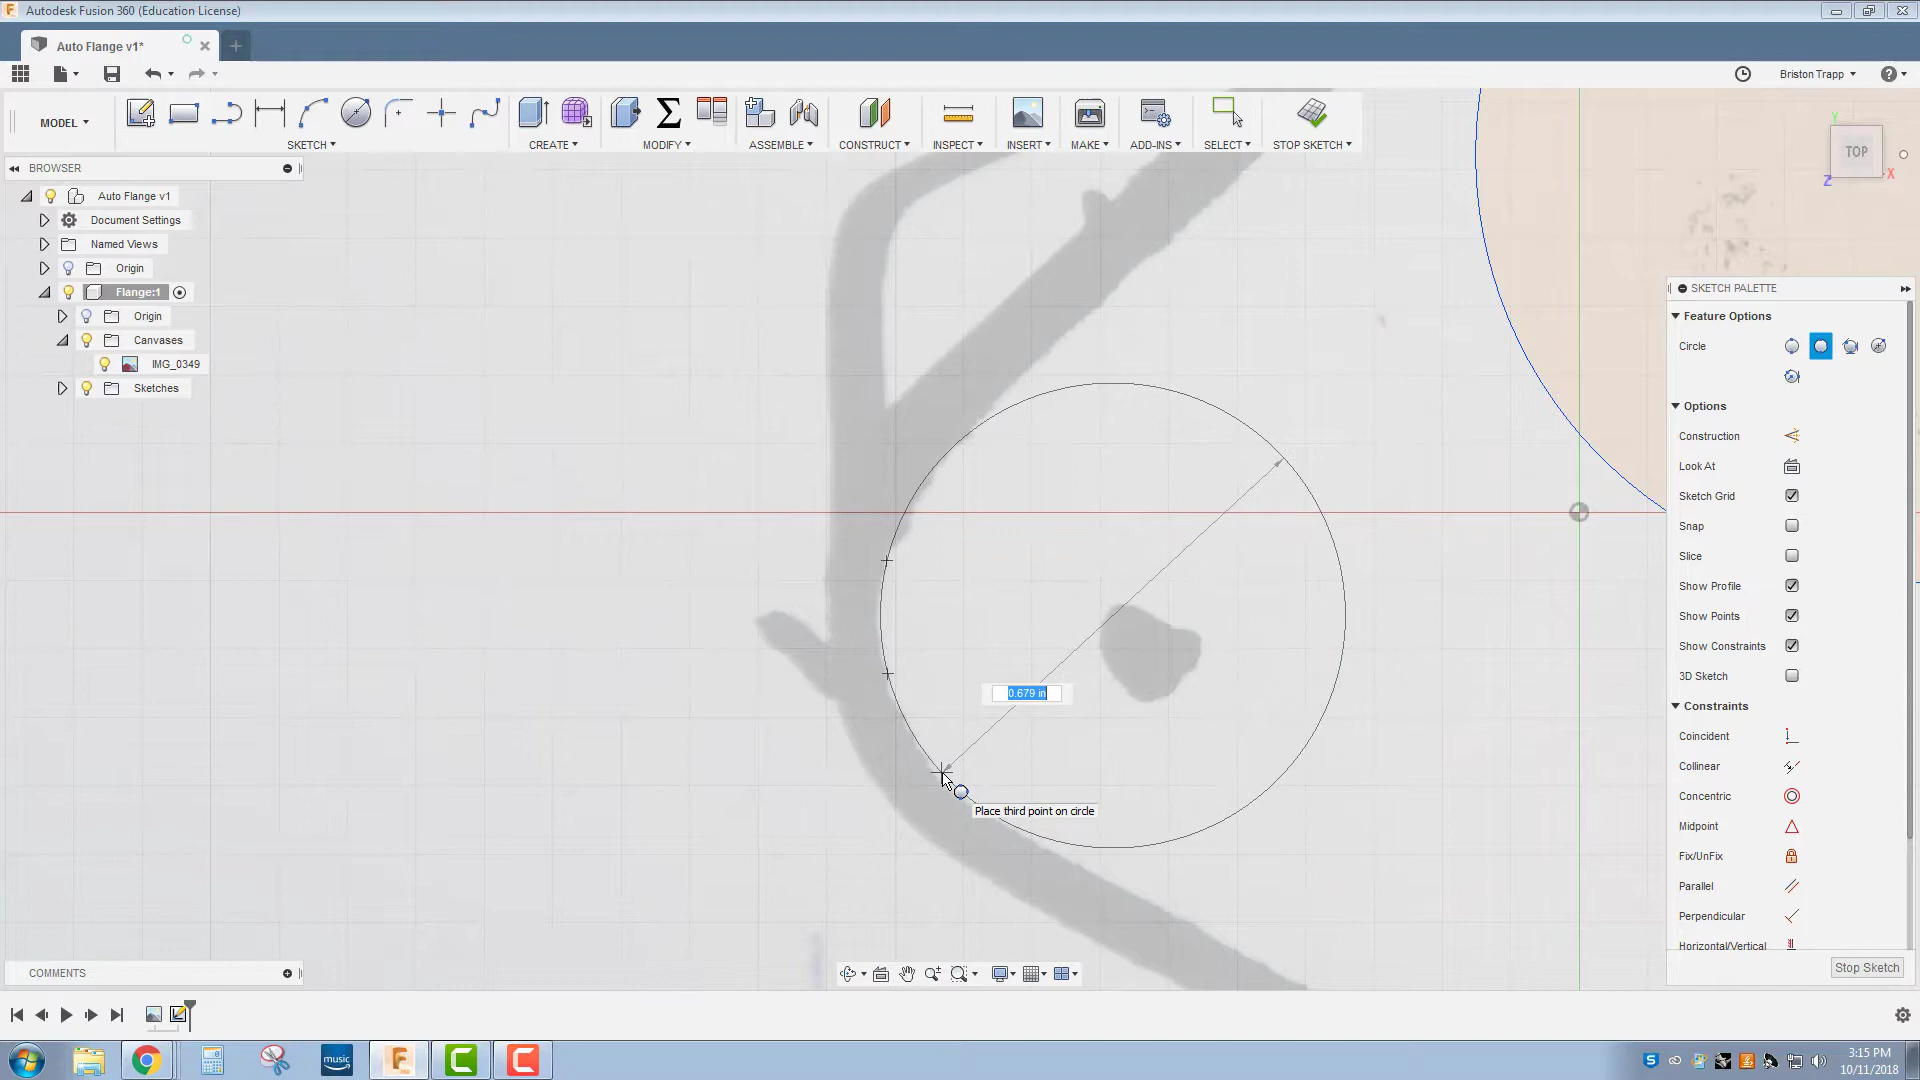 Autodesk Fusion 360 (Education License)
Auto Flange v1*
Briston Trapp
MODEL
SKETCH
CREATE
MODIFY
ASSEMBLE
CONSTRUCT
INSPECT
INSERT
MAKE
ADD-INS
SELECT
STOP SKETCH
BROWSER
Auto Flange v1
Document Settings
Named Views
Origin
Flange:1
Origin
Canvases
IMG_0349
Sketches
Y
TOP
Z
X
0.679 in
Place third point on circle
SKETCH PALETTE
Feature Options
Circle
Options
Construction
Look At
Sketch Grid
Snap
Slice
Show Profile
Show Points
Show Constraints
3D Sketch
Constraints
Coincident
Collinear
Concentric
Midpoint
Fix/UnFix
Parallel
Perpendicular
Horizontal/Vertical
Stop Sketch
COMMENTS
music
3:15 PM
10/11/2018